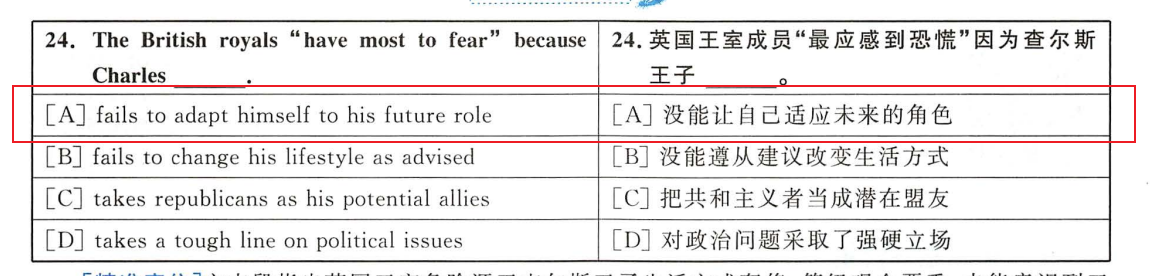 24. The British royals “have most to fear” because
Charles ______.
24. 英国王室成员“最应感到恐慌”因为查尔斯
王子 ______。
[A] fails to adapt himself to his future role
[A] 没能让自己适应未来的角色
[B] fails to change his lifestyle as advised
[B] 没能遵从建议改变生活方式
[C] takes republicans as his potential allies
[C] 把共和主义者当成潜在盟友
[D] takes a tough line on political issues
[D] 对政治问题采取了强硬立场